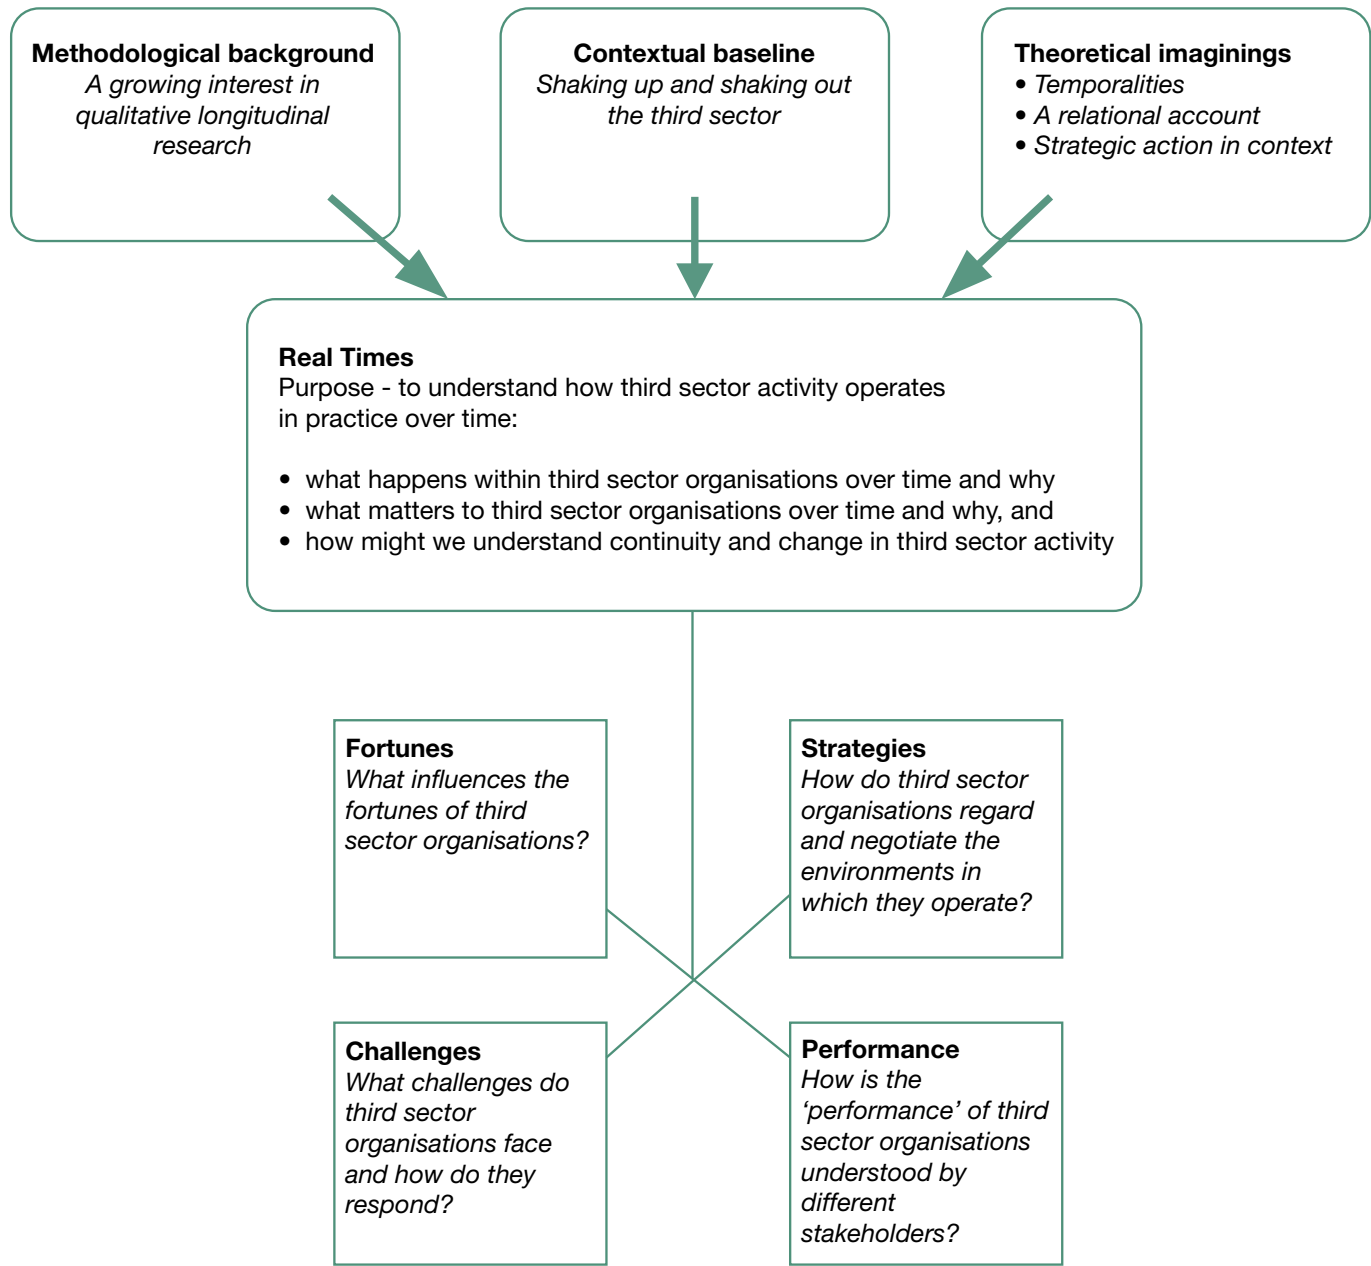 Methodological background
A growing interest in
qualitative longitudinal
research
Contextual baseline
Shaking up and shaking out
the third sector
Theoretical imaginings
• Temporalities
• A relational account
• Strategic action in context
Real Times
Purpose - to understand how third sector activity operates
in practice over time:
• what happens within third sector organisations over time and why
• what matters to third sector organisations over time and why, and
• how might we understand continuity and change in third sector activity
Fortunes
What influences the
fortunes of third
sector organisations?
Strategies
How do third sector
organisations regard
and negotiate the
environments in
which they operate?
Challenges
What challenges do
third sector
organisations face
and how do they
respond?
Performance
How is the
‘performance’ of third
sector organisations
understood by
different
stakeholders?